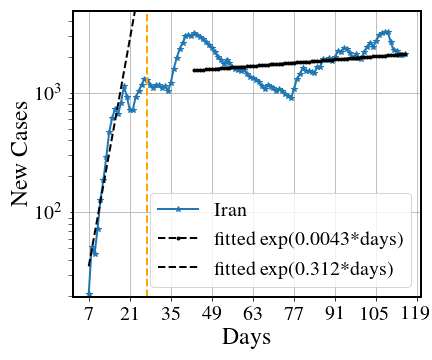 New Cases
10³
10²
Iran
fitted exp(0.0043*days)
fitted exp(0.312*days)
7 21 35 49 63 77 91 105 119
Days